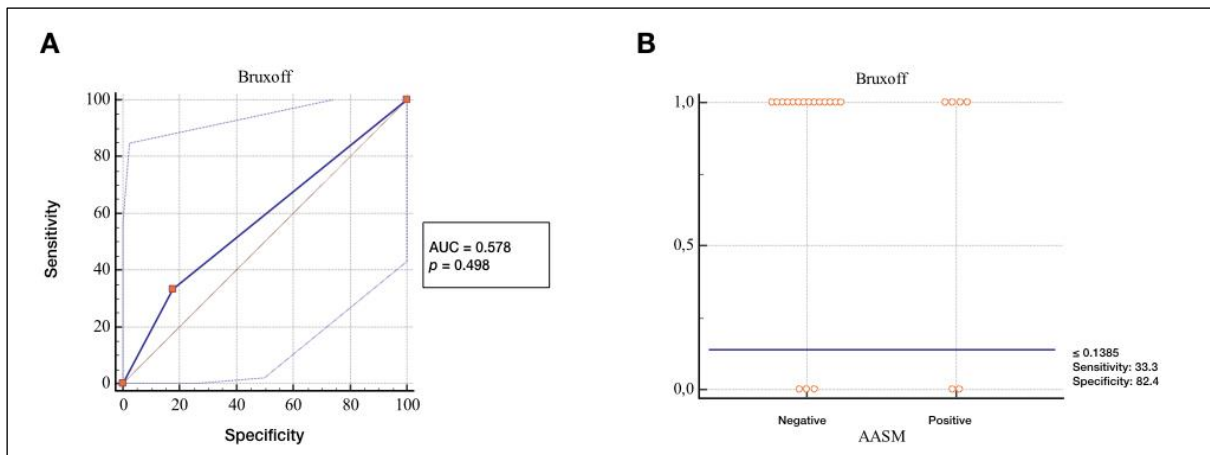 A
Bruxoff
100
80
60
40
20
0
Sensitivity
0 20 40 60 80 100
Specificity
AUC = 0.578
p = 0.498
B
Bruxoff
1,0
0,5
0,0
≤ 0.1385
Sensitivity: 33.3
Specificity: 82.4
Negative Positive
AASM